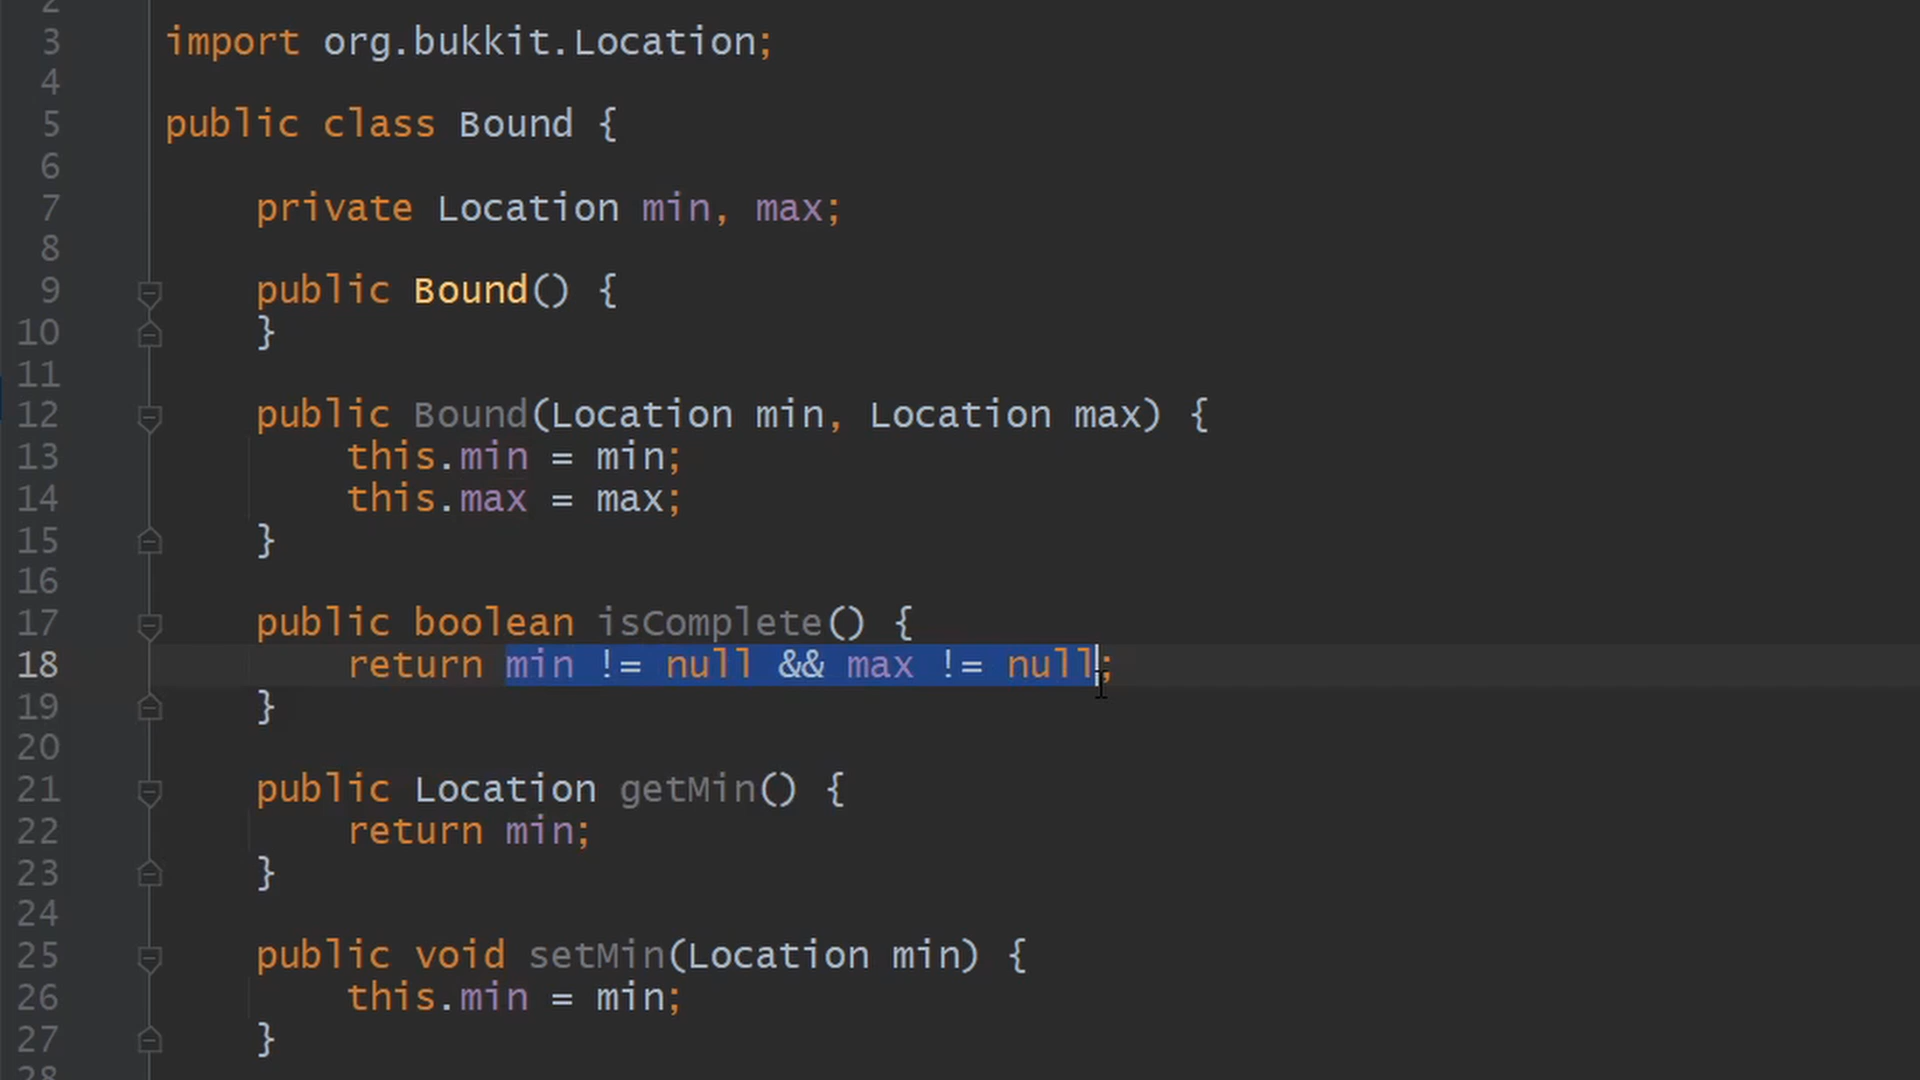 2
3 import org.bukkit.Location;
4
5 public class Bound {
6
7 private Location min, max;
8
9 public Bound() {
10 }
11
12 public Bound(Location min, Location max) {
13 this.min = min;
14 this.max = max;
15 }
16
17 public boolean isComplete() {
18 return min != null && max != null;
19 }
20
21 public Location getMin() {
22 return min;
23 }
24
25 public void setMin(Location min) {
26 this.min = min;
27 }
28